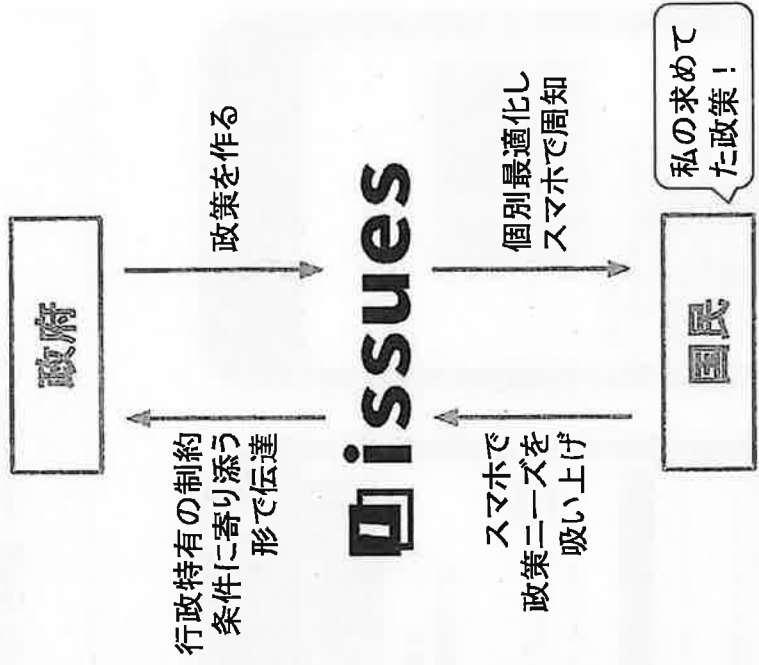 政府
行政特有の制約
条件に寄り添う
形で伝達
政策を作る
issues
スマホで
政策ニーズを
吸い上げ
個別最適化し
スマホで周知
国民
私の求めて
た政策！